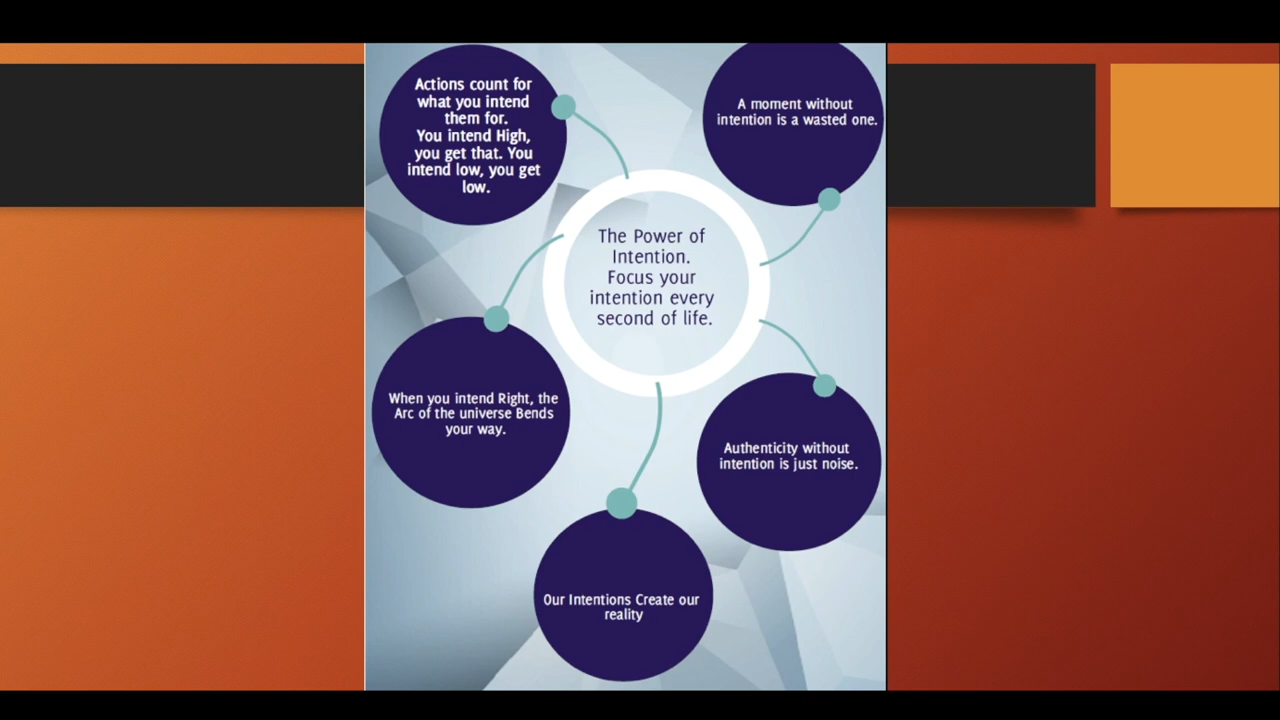 Actions count for
what you intend
them for.
You intend High,
you get that. You
intend low, you get
low.
A moment without
intention is a wasted one.
The Power of
Intention.
Focus your
intention every
second of life.
When you intend Right, the
Arc of the universe Bends
your way.
Authenticity without
intention is just noise.
Our Intentions Create our
reality